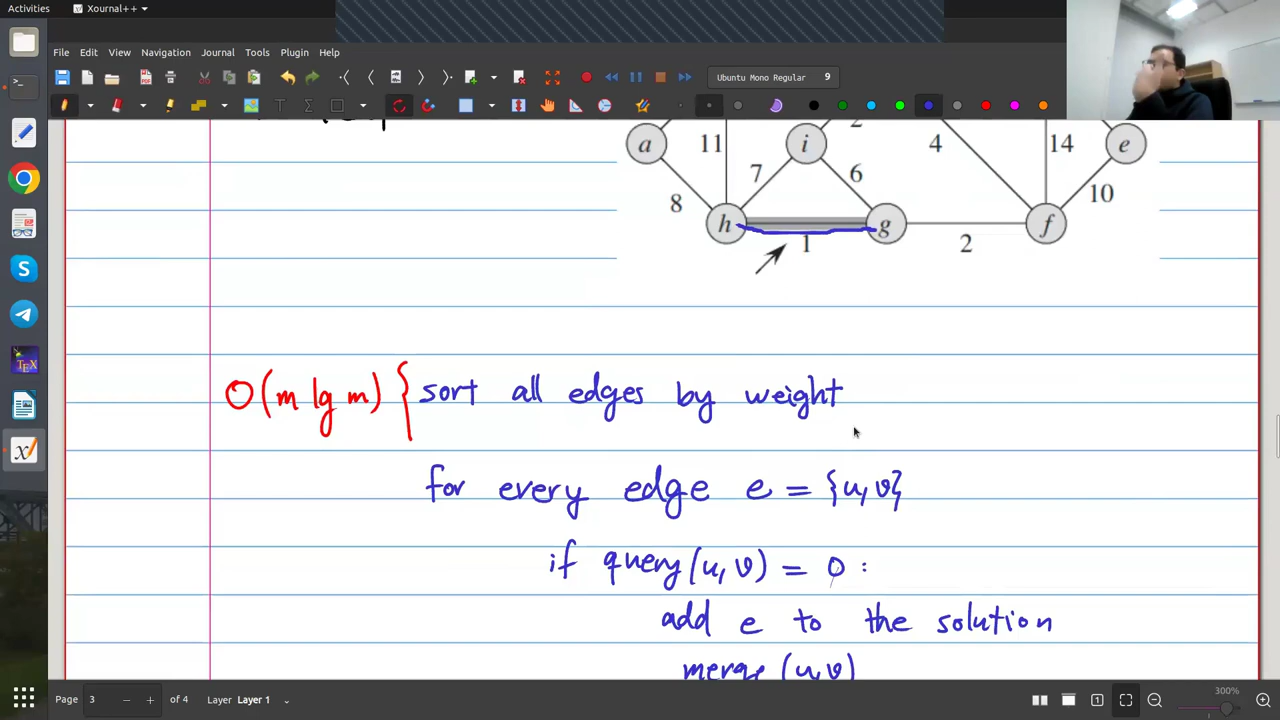 Activities Xournal++
File Edit View Navigation Journal Tools Plugin Help
Ubuntu Mono Regular 9
a 11 i 2 4 14 e
7 6 10
8
h g f
1 2
O(m lg m) { sort all edges by weight
for every edge e = {u, v}
if query(u, v) = 0 :
add e to the solution
merge (u, v)
Page 3 of 4 Layer Layer 1 300%